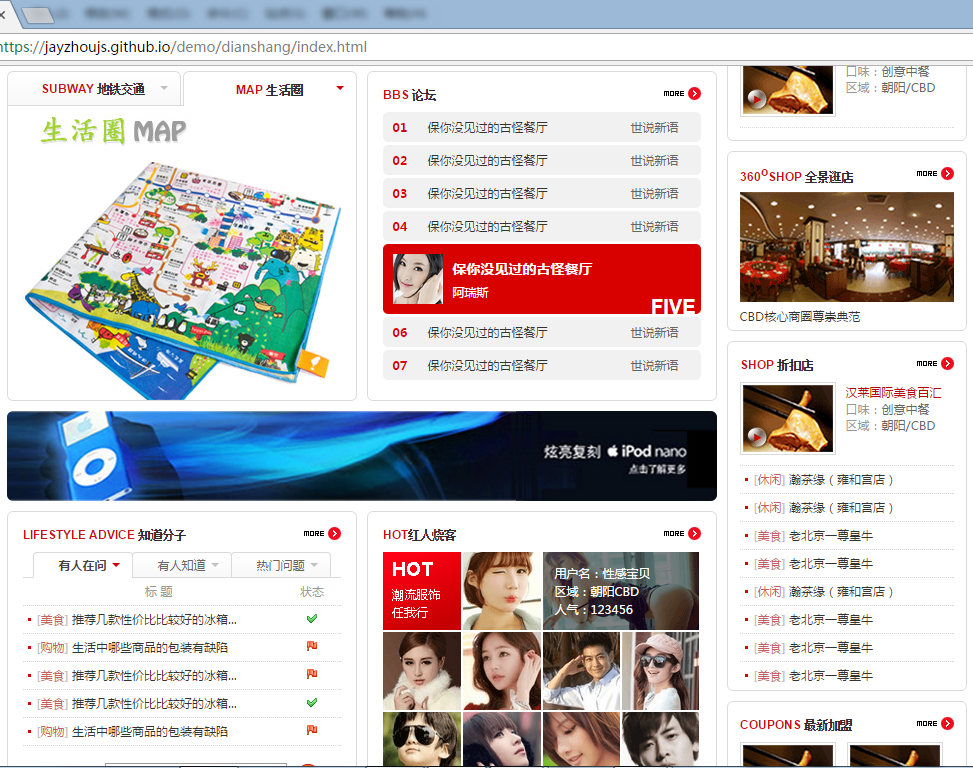 https://jayzhoujs.github.io/demo/dianshang/index.html
SUBWAY 地铁交通
MAP 生活圈
生活圈 MAP
BBS 论坛
MORE
01 保你没见过的古怪餐厅 世说新语
02 保你没见过的古怪餐厅 世说新语
03 保你没见过的古怪餐厅 世说新语
04 保你没见过的古怪餐厅 世说新语
保你没见过的古怪餐厅
阿瑞斯
FIVE
06 保你没见过的古怪餐厅 世说新语
07 保你没见过的古怪餐厅 世说新语
炫亮复刻 iPod nano
点击了解更多
LIFESTYLE ADVICE 知道分子
MORE
有人在问
有人知道
热门问题
标 题 状态
[美食] 推荐几款性价比比较好的冰箱...
[购物] 生活中哪些商品的包装有缺陷
[美食] 推荐几款性价比比较好的冰箱...
[美食] 推荐几款性价比比较好的冰箱...
[购物] 生活中哪些商品的包装有缺陷
HOT红人烧客
MORE
HOT
潮流服饰
任我行
用户名：性感宝贝
区域：朝阳CBD
人气：123456
口味：创意中餐
区域：朝阳/CBD
360°SHOP 全景逛店
MORE
CBD核心商圈尊崇典范
SHOP 折扣店
MORE
汉莱国际美食百汇
口味：创意中餐
区域：朝阳/CBD
[休闲] 瀚茶缘（雍和宫店）
[休闲] 瀚茶缘（雍和宫店）
[美食] 老北京一尊皇牛
[美食] 老北京一尊皇牛
[休闲] 瀚茶缘（雍和宫店）
[美食] 老北京一尊皇牛
[美食] 老北京一尊皇牛
[美食] 老北京一尊皇牛
COUPONS 最新加盟
MORE